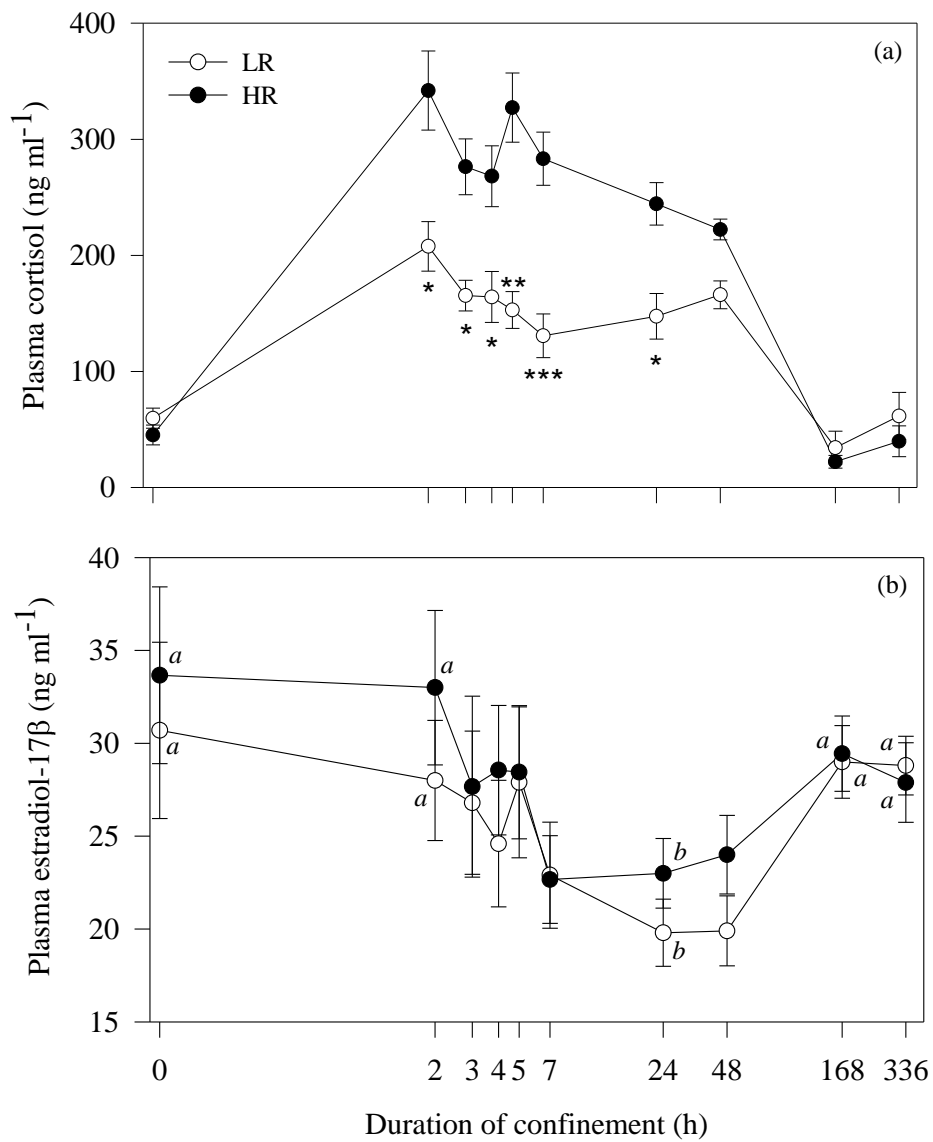 400
(a)
LR
HR
300
200
100
0
Plasma cortisol (ng ml⁻¹)
*
*
*
**
***
*
40
(b)
35
30
25
20
15
Plasma estradiol-17β (ng ml⁻¹)
a
a
a
a
b
b
a
a
a
a
0 2 3 4 5 7 24 48 168 336
Duration of confinement (h)